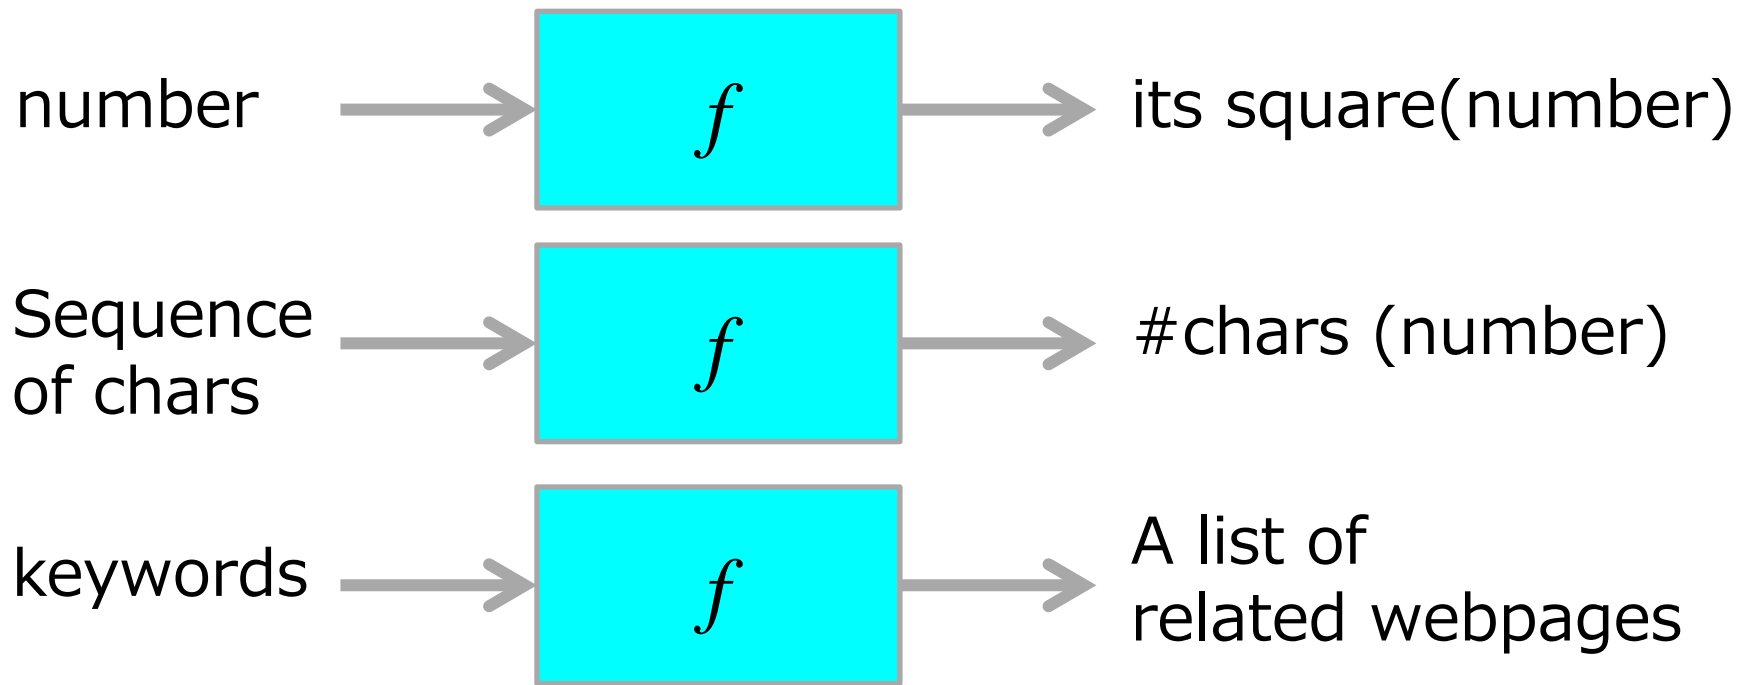 number
f
its square(number)
Sequence
of chars
f
#chars (number)
keywords
f
A list of
related webpages